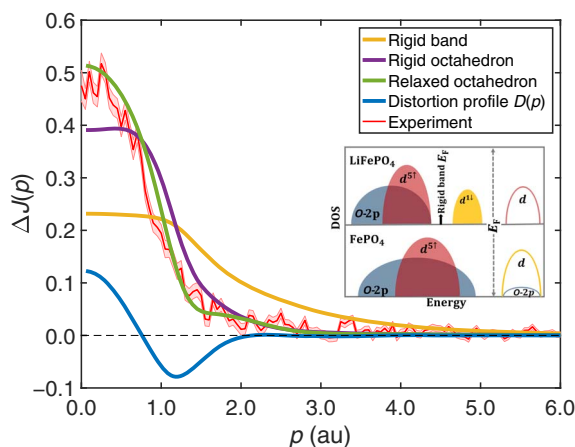 0.6
0.5
0.4
0.3
0.2
0.1
0.0
−0.1
ΔJ(p)
Rigid band
Rigid octahedron
Relaxed octahedron
Distortion profile D(p)
Experiment
LiFePO₄
d⁵↑
O-2p
Rigid band E_F
d¹↓
d
DOS
E_F
FePO₄
d⁵↑
O-2p
d
O-2p
Energy
0.0 1.0 2.0 3.0 4.0 5.0 6.0
p (au)